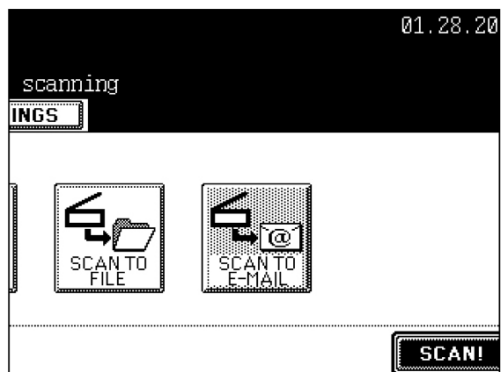 01.28.20
scanning
INGS
SCAN TO
FILE
@
SCAN TO
E-MAIL
SCAN!